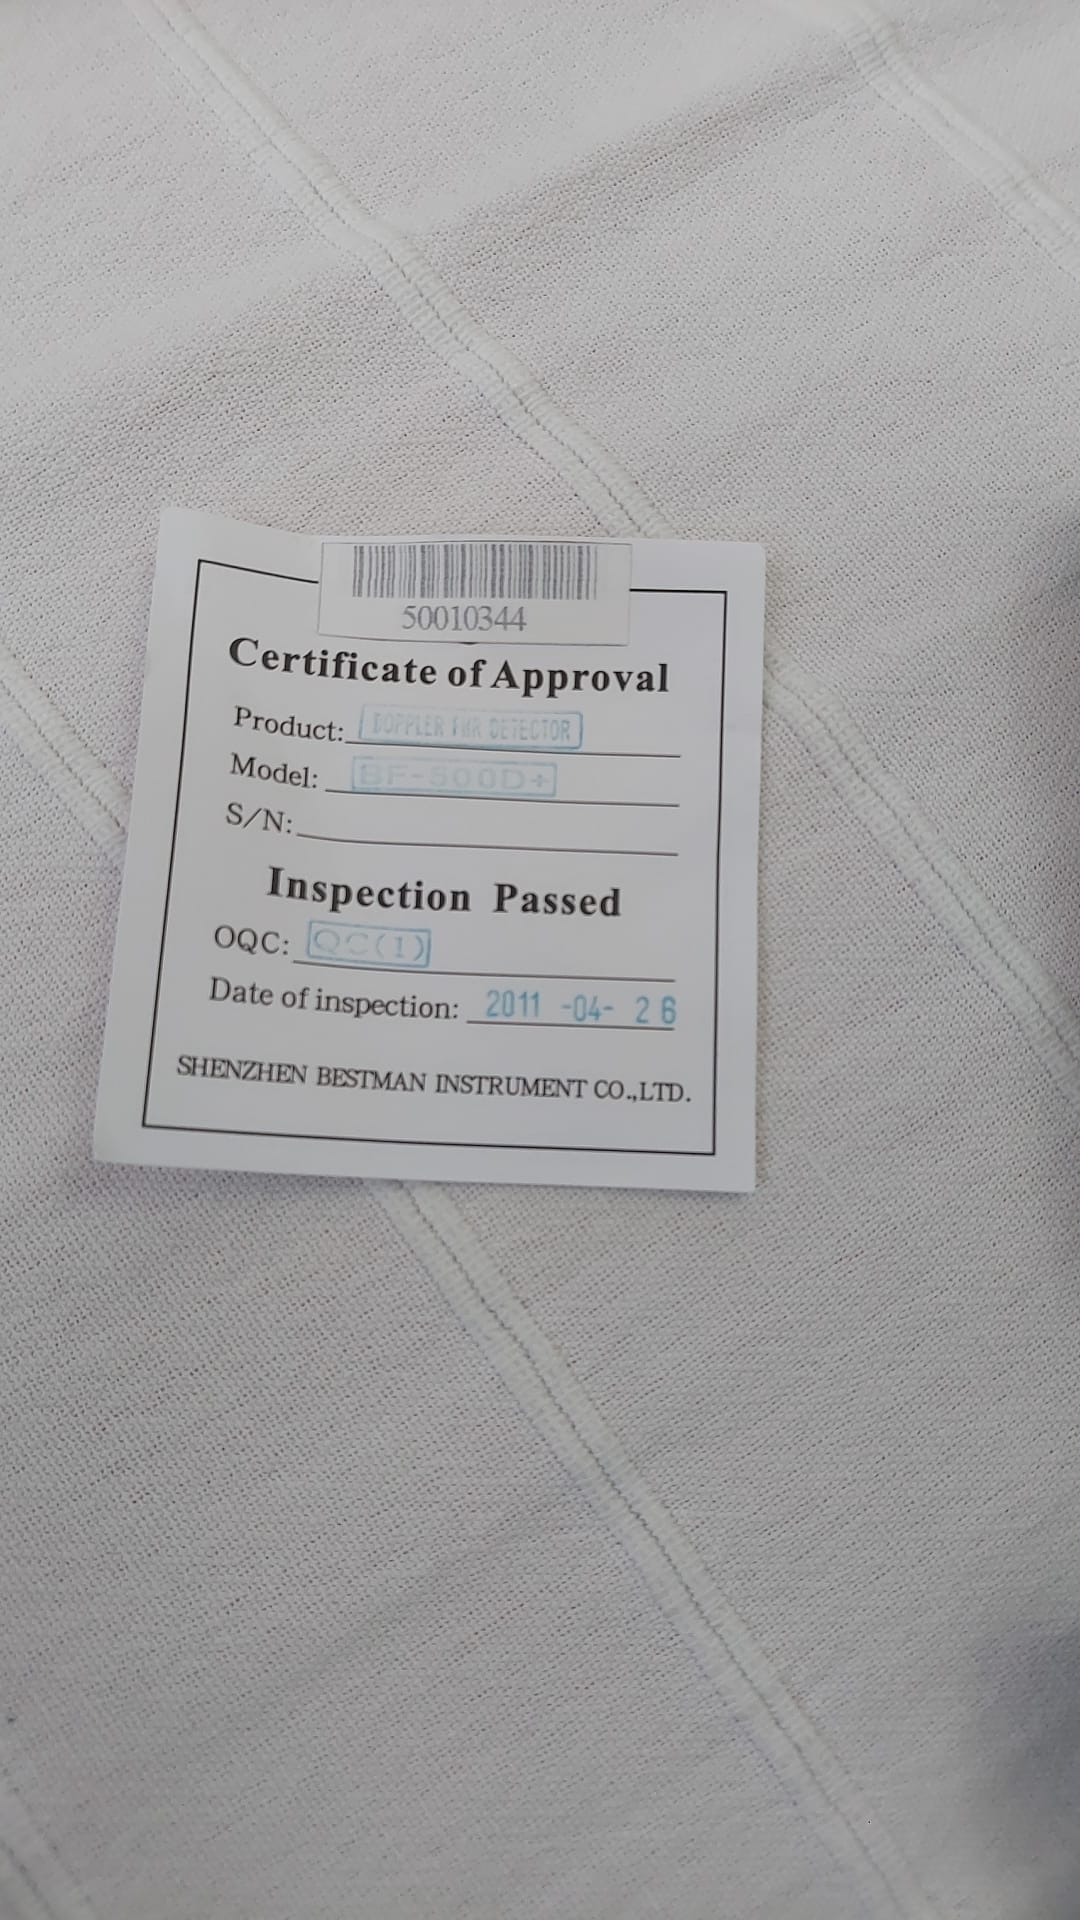 50010344
Certificate of Approval
Product: DOPPLER FHR DETECTOR
Model: BF-500D+
S/N:
Inspection Passed
OQC: QC(1)
Date of inspection: 2011 -04- 26
SHENZHEN BESTMAN INSTRUMENT CO.,LTD.